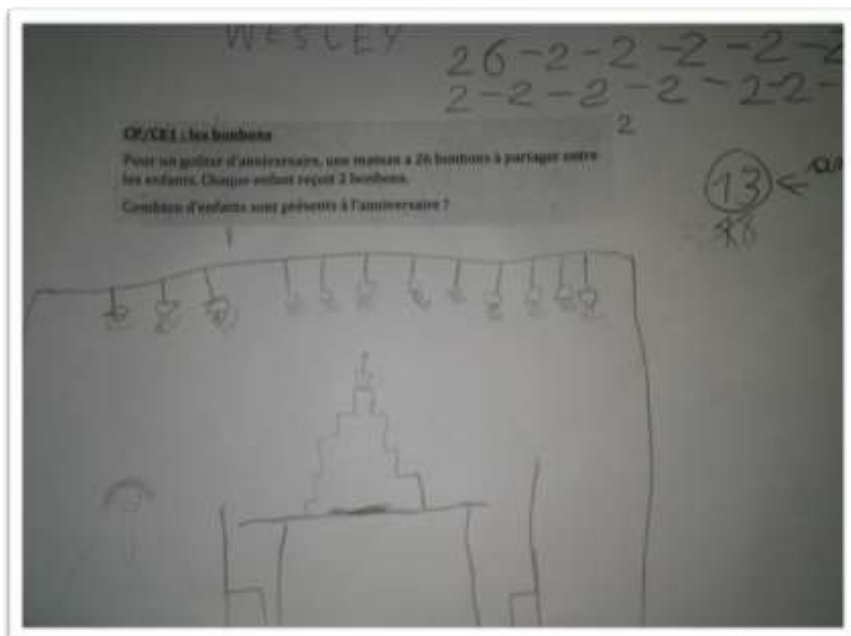 WESLEY
26-2-2-2-2-2
2-2-2-2-2-2-
2
CP/CE1 : les bonbons
Pour un goûter d'anniversaire, une maman a 26 bonbons à partager entre
les enfants. Chaque enfant reçoit 2 bonbons.
Combien d'enfants sont présents à l'anniversaire ?
13 ←